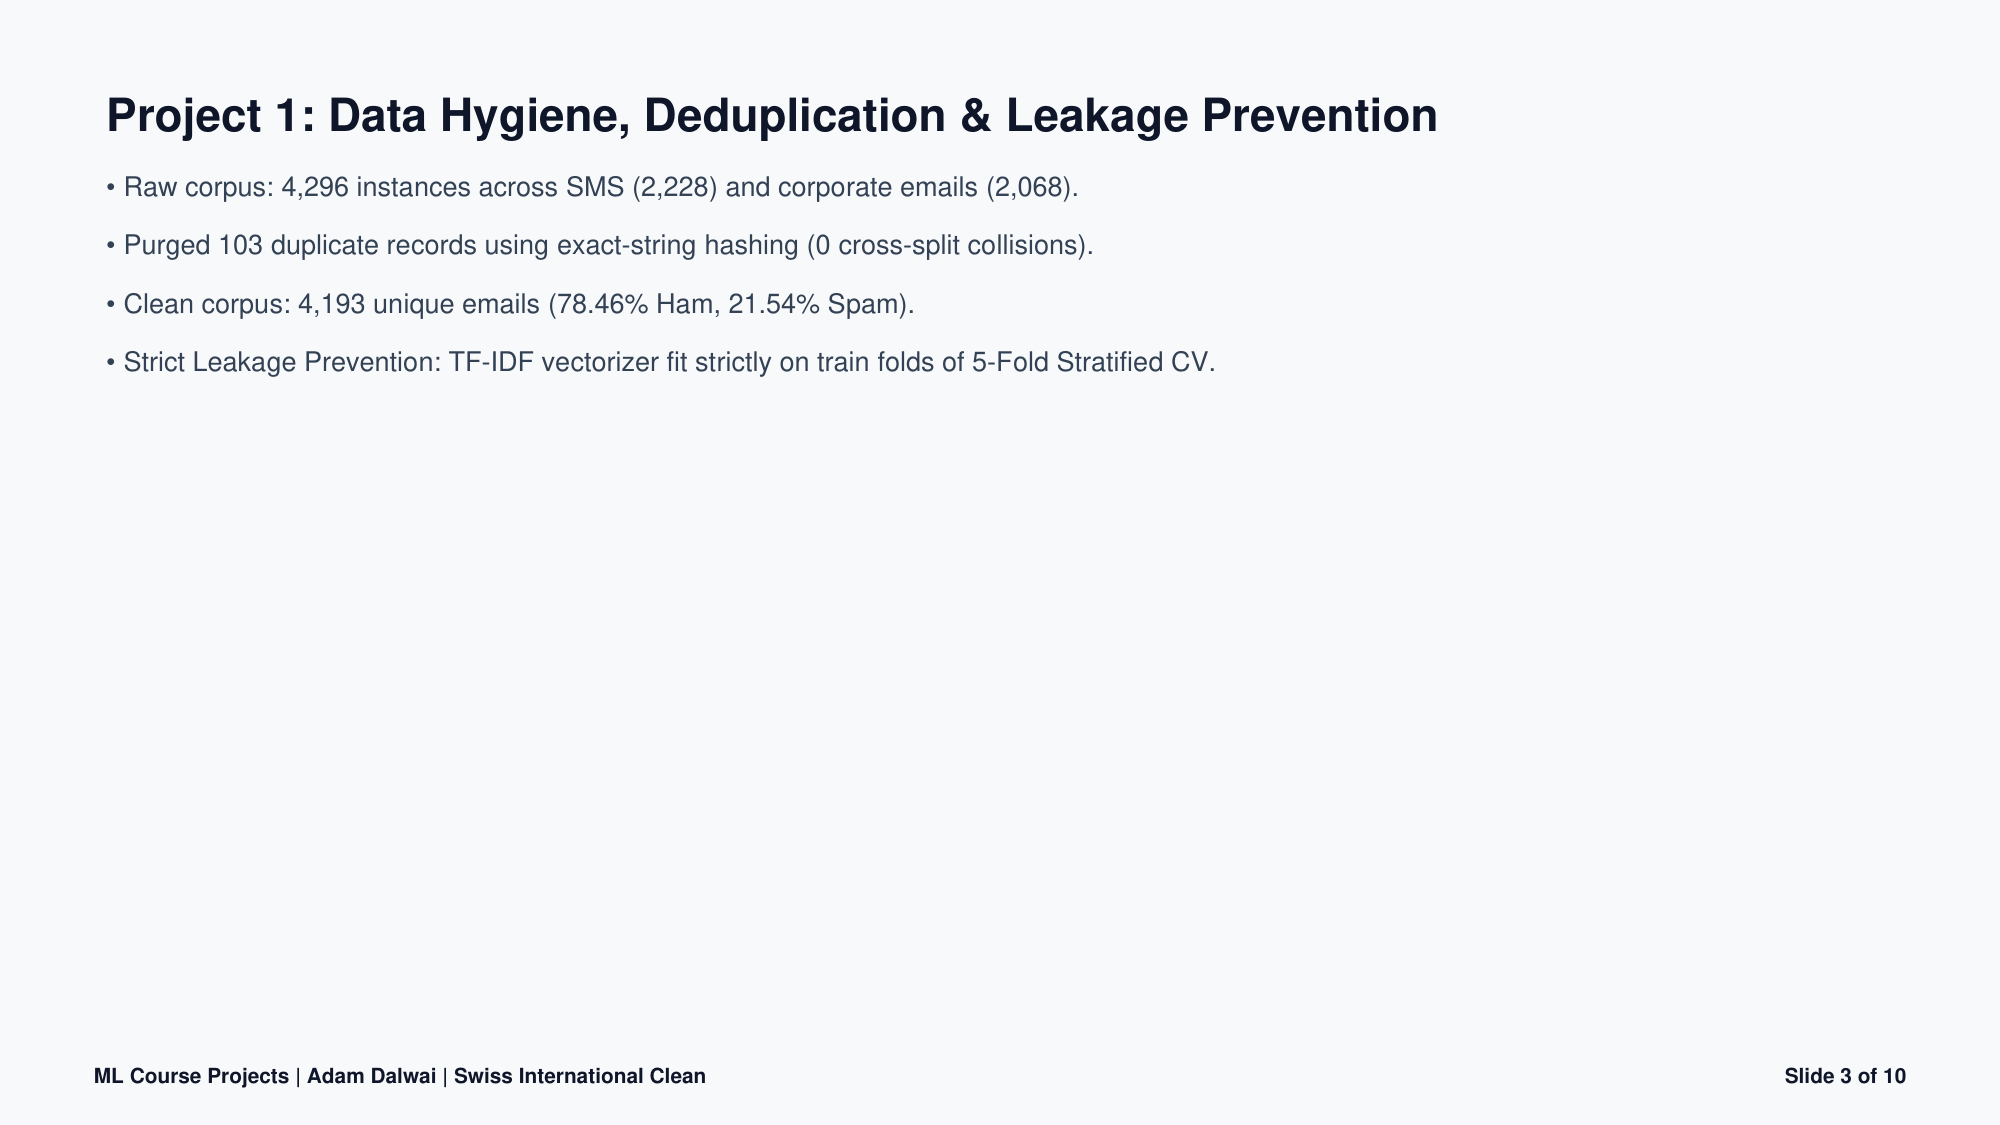 Project 1: Data Hygiene, Deduplication & Leakage Prevention
• Raw corpus: 4,296 instances across SMS (2,228) and corporate emails (2,068).
• Purged 103 duplicate records using exact-string hashing (0 cross-split collisions).
• Clean corpus: 4,193 unique emails (78.46% Ham, 21.54% Spam).
• Strict Leakage Prevention: TF-IDF vectorizer fit strictly on train folds of 5-Fold Stratified CV.
ML Course Projects | Adam Dalwai | Swiss International Clean
Slide 3 of 10